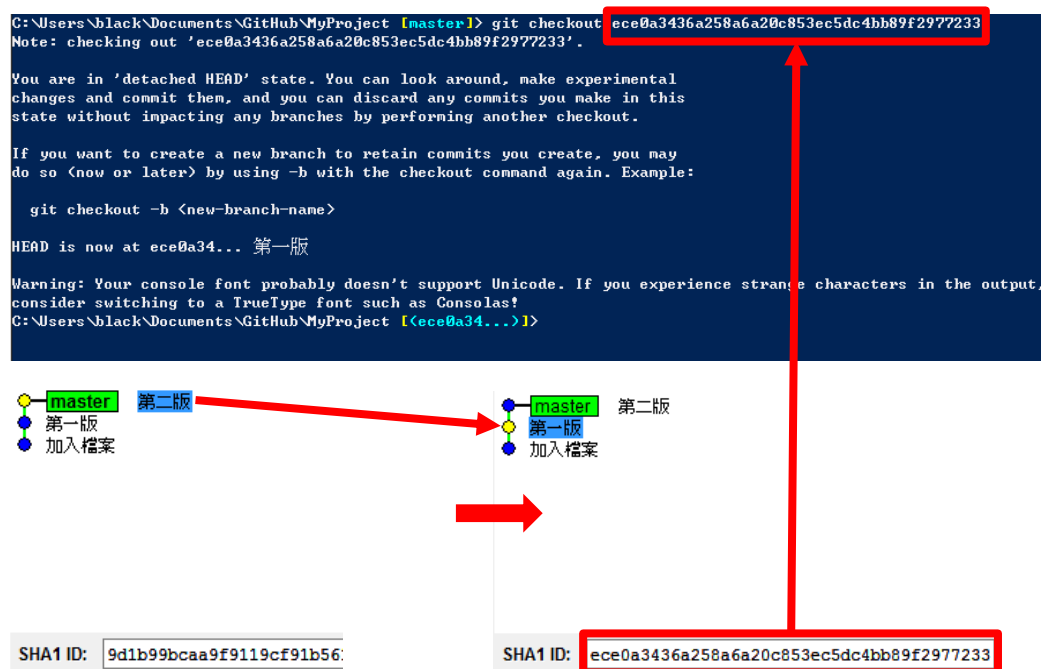 C:\Users\black\Documents\GitHub\MyProject [master]> git checkout ece0a3436a258a6a20c853ec5dc4bb89f2977233
Note: checking out 'ece0a3436a258a6a20c853ec5dc4bb89f2977233'.
You are in 'detached HEAD' state. You can look around, make experimental
changes and commit them, and you can discard any commits you make in this
state without impacting any branches by performing another checkout.
If you want to create a new branch to retain commits you create, you may
do so (now or later) by using -b with the checkout command again. Example:
git checkout -b <new-branch-name>
HEAD is now at ece0a34... 第一版
Warning: Your console font probably doesn't support Unicode. If you experience strange characters in the output,
consider switching to a TrueType font such as Consolas!
C:\Users\black\Documents\GitHub\MyProject [(ece0a34...)]>
master 第二版
第一版
加入檔案
master 第二版
第一版
加入檔案
SHA1 ID: 9d1b99bcaa9f9119cf91b56
SHA1 ID: ece0a3436a258a6a20c853ec5dc4bb89f2977233